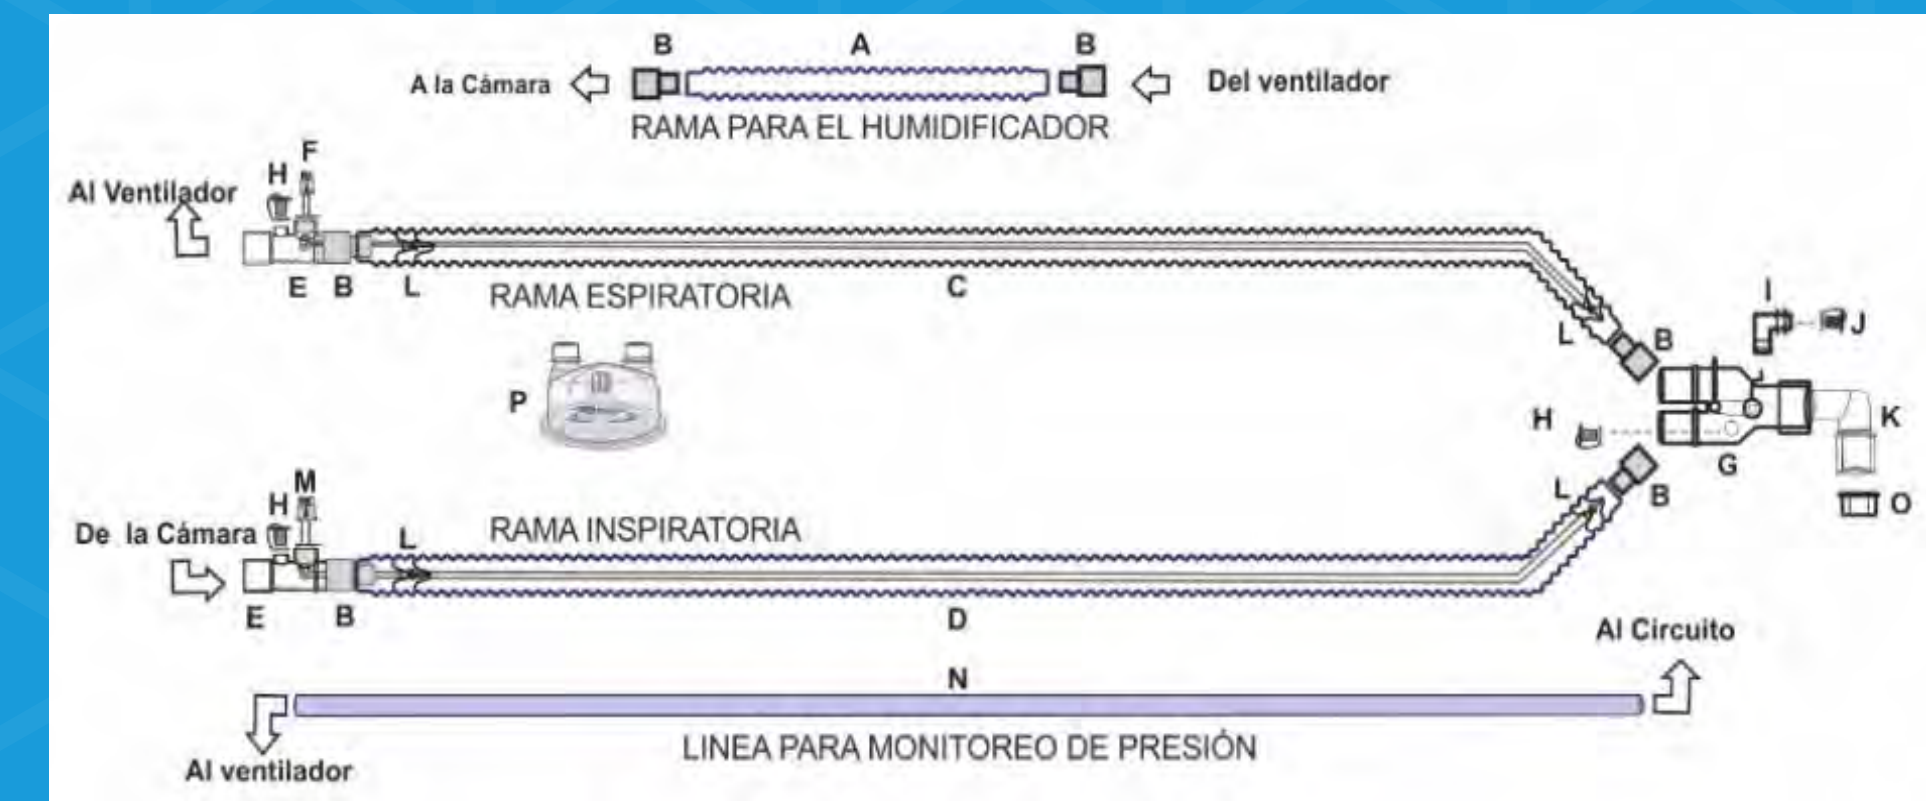 B A B
A la Cámara Del ventilador
RAMA PARA EL HUMIDIFICADOR
F
H
Al Ventilador
E B L RAMA ESPIRATORIA C
I
J
L B
P
H K
G
L B O
M
H
De la Cámara L RAMA INSPIRATORIA
E B D
Al Circuito
N
LINEA PARA MONITOREO DE PRESIÓN
Al ventilador